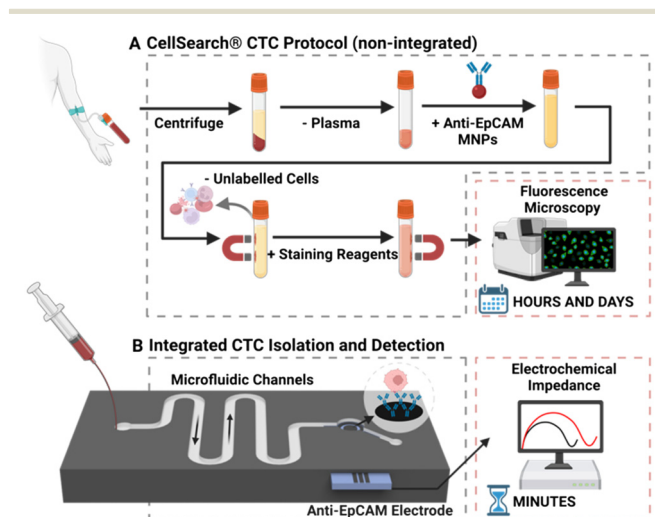 A CellSearch® CTC Protocol (non-integrated)
Centrifuge
- Plasma
+ Anti-EpCAM
MNPs
- Unlabelled Cells
+ Staining Reagents
Fluorescence
Microscopy
HOURS AND DAYS
B Integrated CTC Isolation and Detection
Microfluidic Channels
Anti-EpCAM Electrode
Electrochemical
Impedance
MINUTES